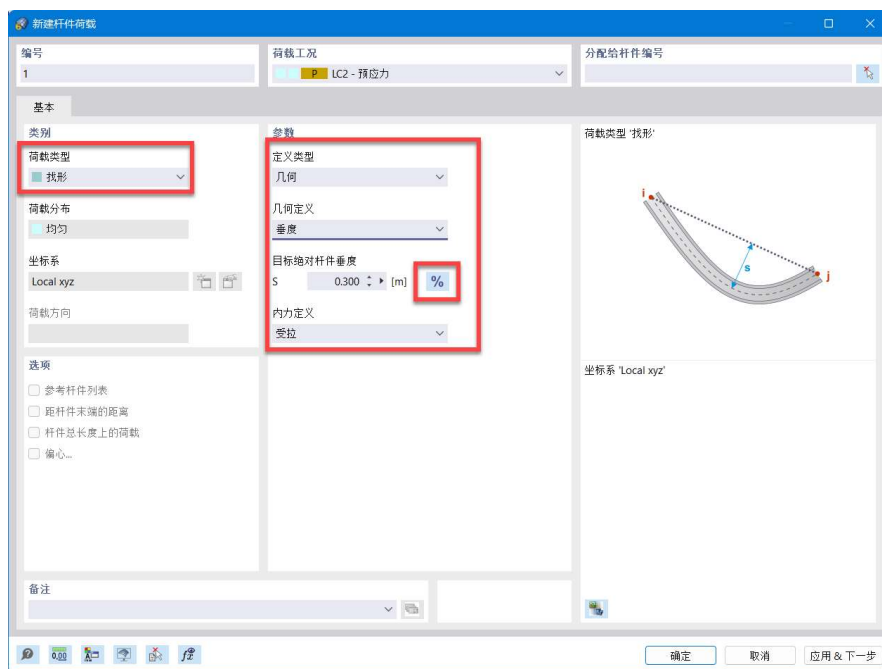 新建杆件荷载
编号
荷载工况
分配给杆件编号
1
P LC2 - 预应力
基本
类别
参数
荷载类型 '找形'
荷载类型
定义类型
找形
几何
荷载分布
几何定义
均匀
垂度
坐标系
目标绝对杆件垂度
Local xyz
S 0.300 [m] %
荷载方向
内力定义
受拉
i
s
j
选项
坐标系 'Local xyz'
参考杆件列表
距杆件末端的距离
杆件总长度上的荷载
偏心...
备注
0,00
确定
取消
应用 & 下一步